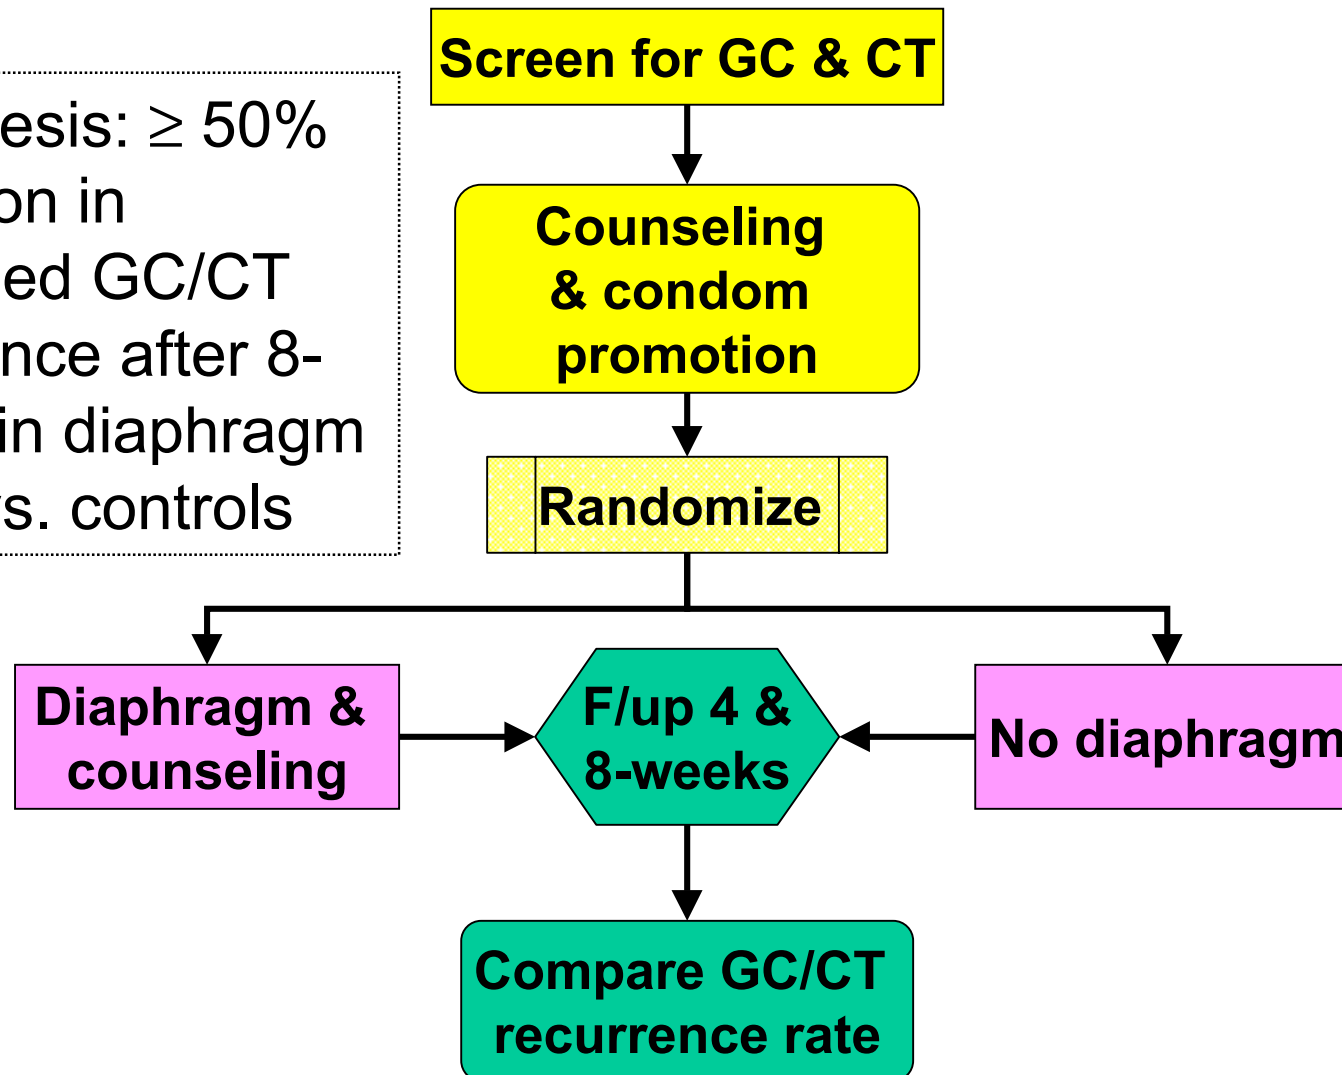 Screen for GC & CT
esis: ≥ 50%
on in
ed GC/CT
nce after 8-
in diaphragm
s. controls
Counseling
& condom
promotion
Randomize
Diaphragm &
counseling
F/up 4 &
8-weeks
No diaphragm
Compare GC/CT
recurrence rate